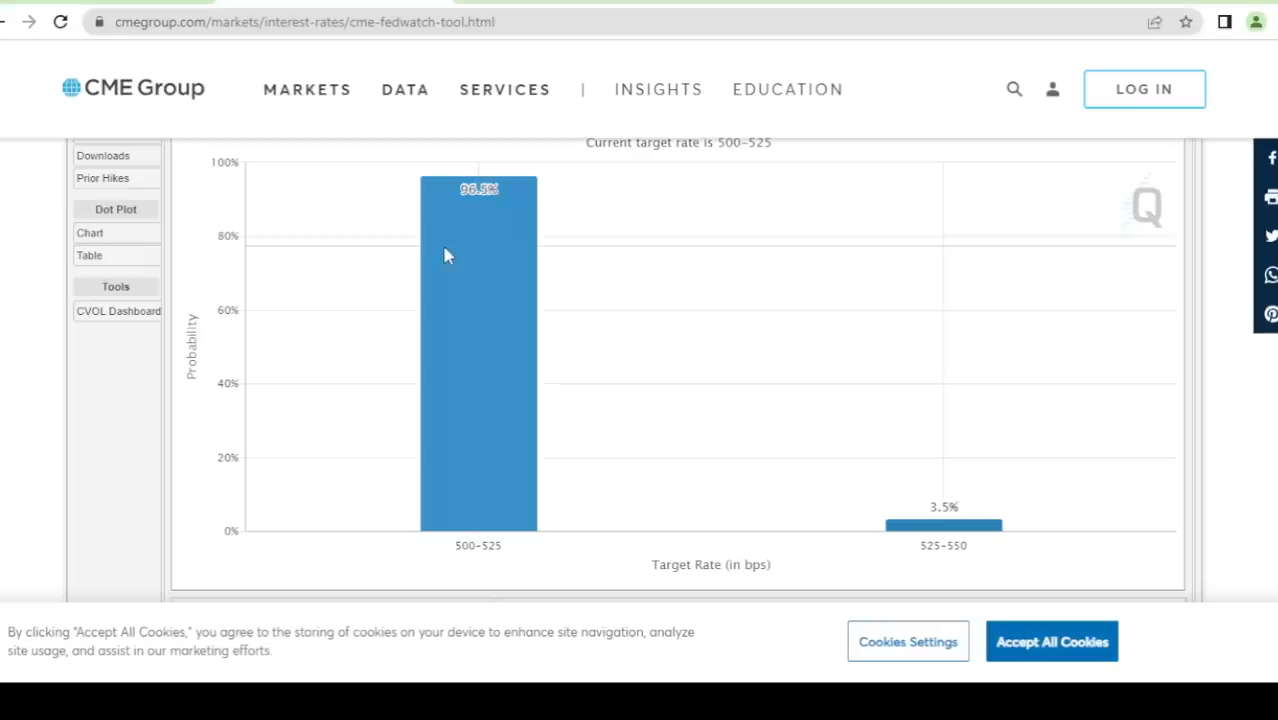 cmegroup.com/markets/interest-rates/cme-fedwatch-tool.html
CME Group MARKETS DATA SERVICES | INSIGHTS EDUCATION LOG IN
Downloads
Prior Hikes
Dot Plot
Chart
Table
Tools
CVOL Dashboard
Current target rate is 500-525
100%
80%
60%
40%
20%
0%
Probability
96.5%
3.5%
500-525
525-550
Target Rate (in bps)
Q
By clicking "Accept All Cookies," you agree to the storing of cookies on your device to enhance site navigation, analyze
site usage, and assist in our marketing efforts.
Cookies Settings
Accept All Cookies